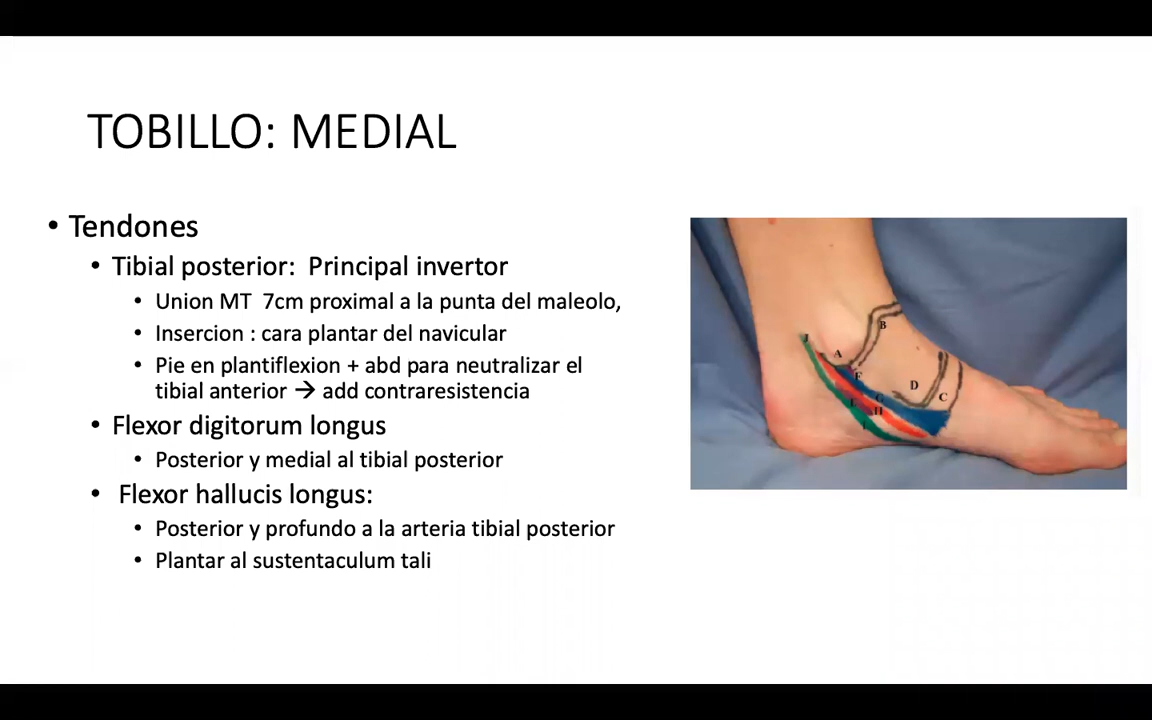 TOBILLO: MEDIAL
• Tendones
• Tibial posterior: Principal invertor
• Union MT 7cm proximal a la punta del maleolo,
• Insercion : cara plantar del navicular
• Pie en plantiflexion + abd para neutralizar el
tibial anterior → add contraresistencia
• Flexor digitorum longus
• Posterior y medial al tibial posterior
• Flexor hallucis longus:
• Posterior y profundo a la arteria tibial posterior
• Plantar al sustentaculum tali
B
J
A
F
D
G
C
E
H
I